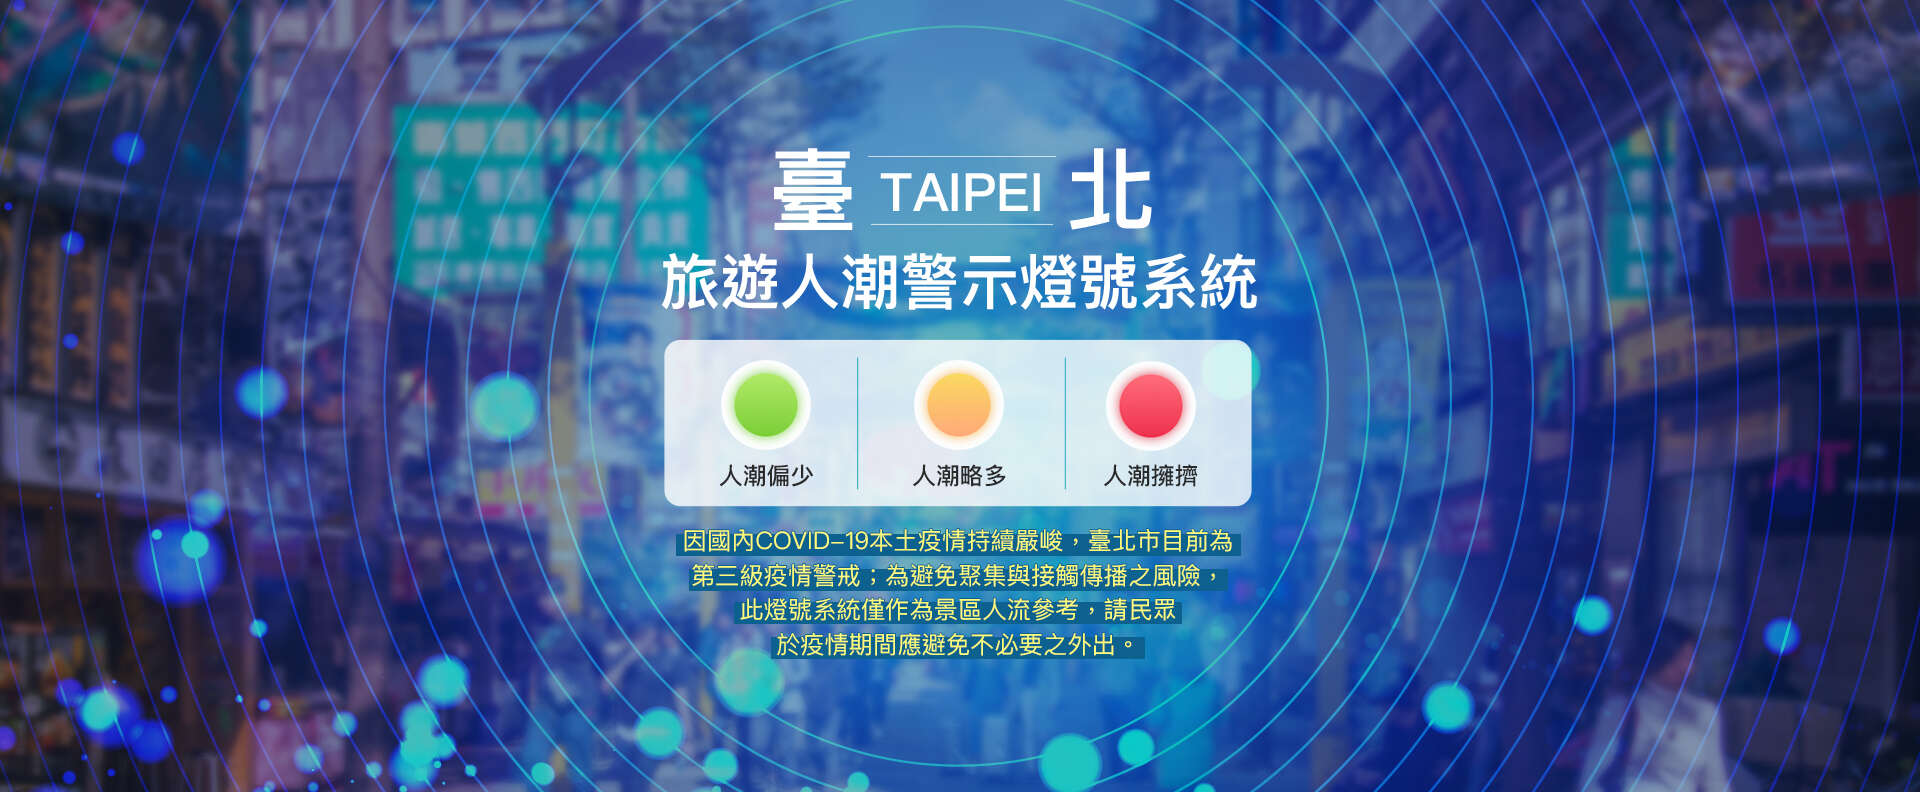 臺 TAIPEI 北
旅遊人潮警示燈號系統
人潮偏少
人潮略多
人潮擁擠
因國內COVID-19本土疫情持續嚴峻，臺北市目前為
第三級疫情警戒；為避免聚集與接觸傳播之風險，
此燈號系統僅作為景區人流參考，請民眾
於疫情期間應避免不必要之外出。